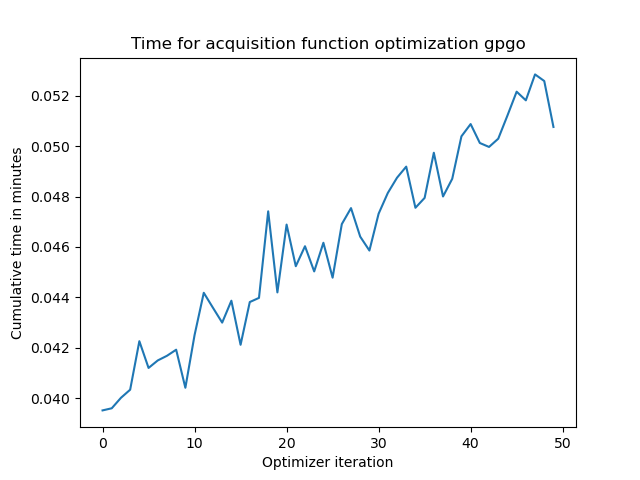 Time for acquisition function optimization gpgo
0.052
0.050
0.048
0.046
0.044
0.042
0.040
Cumulative time in minutes
0 10 20 30 40 50
Optimizer iteration